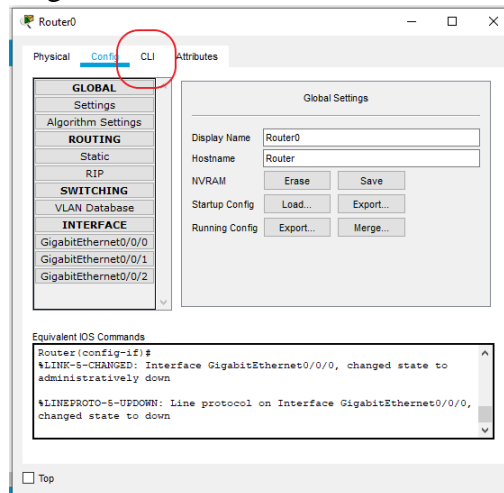 Router0
Physical Config CLI Attributes
GLOBAL
Settings
Algorithm Settings
ROUTING
Static
RIP
SWITCHING
VLAN Database
INTERFACE
GigabitEthernet0/0/0
GigabitEthernet0/0/1
GigabitEthernet0/0/2
Global Settings
Display Name Router0
Hostname Router
NVRAM Erase Save
Startup Config Load... Export...
Running Config Export... Merge...
Equivalent IOS Commands
Router(config-if)#
%LINK-5-CHANGED: Interface GigabitEthernet0/0/0, changed state to
administratively down
%LINEPROTO-5-UPDOWN: Line protocol on Interface GigabitEthernet0/0/0,
changed state to down
Top